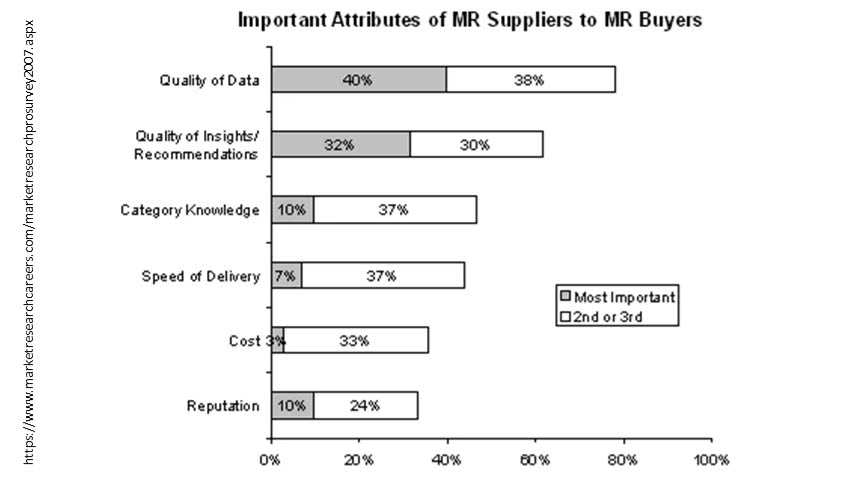 Important Attributes of MR Suppliers to MR Buyers
https://www.marketresearchcareers.com/marketresearchprosurvey2007.aspx
Quality of Data 40% 38%
Quality of Insights/
Recommendations 32% 30%
Category Knowledge 10% 37%
Speed of Delivery 7% 37%
Most Important
2nd or 3rd
Cost 3% 33%
Reputation 10% 24%
0% 20% 40% 60% 80% 100%